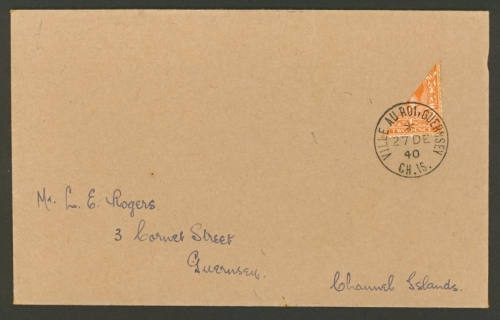 VILLE AU ROI, GUERNSEY
27 DE
40
CH. IS.
Mr. L. E. Rogers
3 Cornet Street
Guernsey.
Channel Islands.